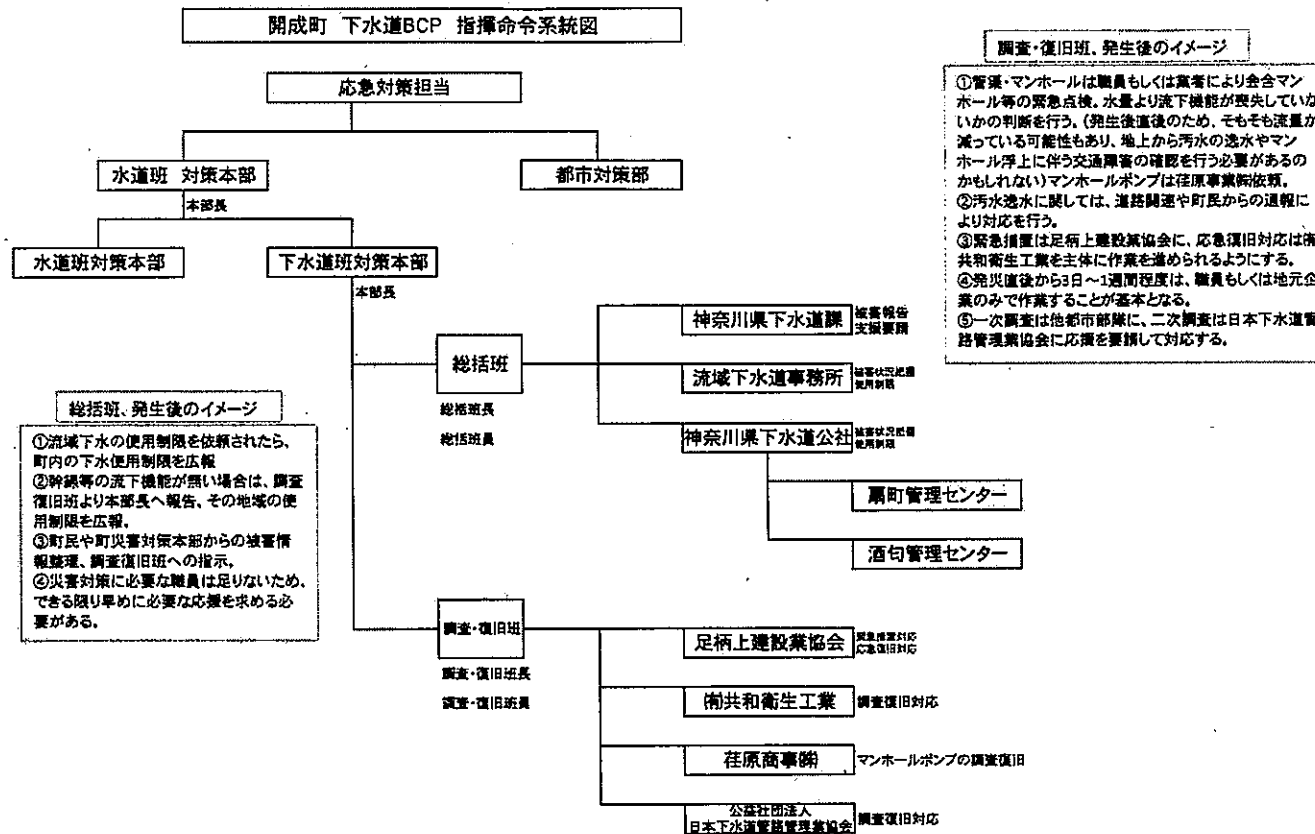 開成町 下水道BCP 指揮命令系統図
応急対策担当
水道班 対策本部
都市対策部
本部長
水道班対策本部
下水道班対策本部
本部長
総括班
総括班長
総括班員
神奈川県下水道課
被害報告
支援要請
流域下水道事務所
被害状況把握
使用制限
神奈川県下水道公社
被害状況把握
使用制限
扇町管理センター
酒匂管理センター
調査・復旧班
調査・復旧班長
調査・復旧班員
足柄上建設業協会
緊急措置対応
応急復旧対応
㈲共和衛生工業
調査復旧対応
荏原商事㈱
マンホールポンプの調査復旧
公益社団法人
日本下水道管路管理業協会
調査復旧対応
総括班、発生後のイメージ
①流域下水の使用制限を依頼されたら、
町内の下水使用制限を広報
②幹線等の流下機能が無い場合は、調査
復旧班より本部長へ報告、その地域の使
用制限を広報。
③町民や町災害対策本部からの被害情
報整理、調査復旧班への指示。
④災害対策に必要な職員は足りないため、
できる限り早めに必要な応援を求める必
要がある。
調査・復旧班、発生後のイメージ
①管渠・マンホールは職員もしくは業者により会合マン
ホール等の緊急点検。水量より流下機能が喪失していな
いかの判断を行う。(発生後直後のため、そもそも流量が
減っている可能性もあり、地上から汚水の逸水やマン
ホール浮上に伴う交通障害の確認を行う必要があるの
かもしれない)マンホールポンプは荏原事業㈱依頼。
②汚水逸水に関しては、道路関連や町民からの通報に
より対応を行う。
③緊急措置は足柄上建設業協会に、応急復旧対応は㈲
共和衛生工業を主体に作業を進められるようにする。
④発災直後から3日～1週間程度は、職員もしくは地元企
業のみで作業することが基本となる。
⑤一次調査は他都市部隊に、二次調査は日本下水道管
路管理業協会に応援を要請して対応する。